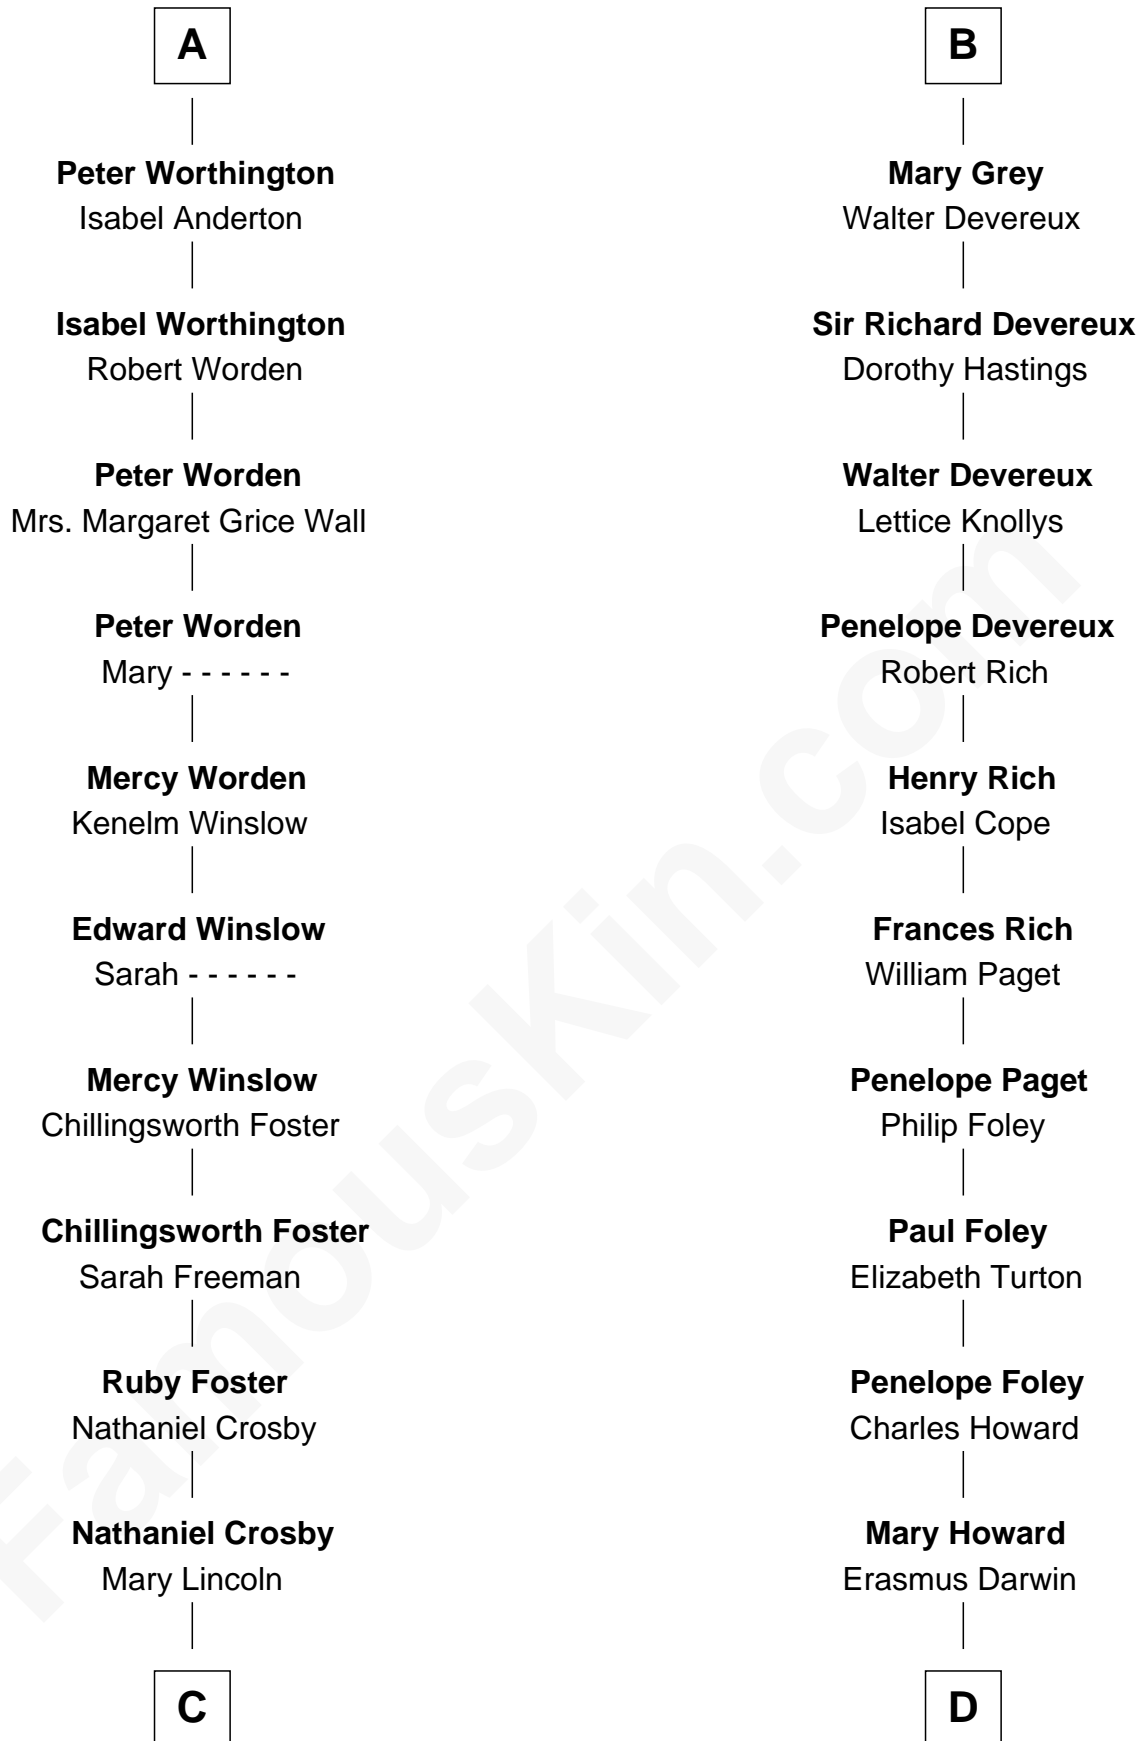 A
Peter Worthington
Isabel Anderton
Isabel Worthington
Robert Worden
Peter Worden
Mrs. Margaret Grice Wall
Peter Worden
Mary - - - - - -
Mercy Worden
Kenelm Winslow
Edward Winslow
Sarah - - - - - -
Mercy Winslow
Chillingsworth Foster
Chillingsworth Foster
Sarah Freeman
Ruby Foster
Nathaniel Crosby
Nathaniel Crosby
Mary Lincoln
C
B
Mary Grey
Walter Devereux
Sir Richard Devereux
Dorothy Hastings
Walter Devereux
Lettice Knollys
Penelope Devereux
Robert Rich
Henry Rich
Isabel Cope
Frances Rich
William Paget
Penelope Paget
Philip Foley
Paul Foley
Elizabeth Turton
Penelope Foley
Charles Howard
Mary Howard
Erasmus Darwin
D
FamousKin.com